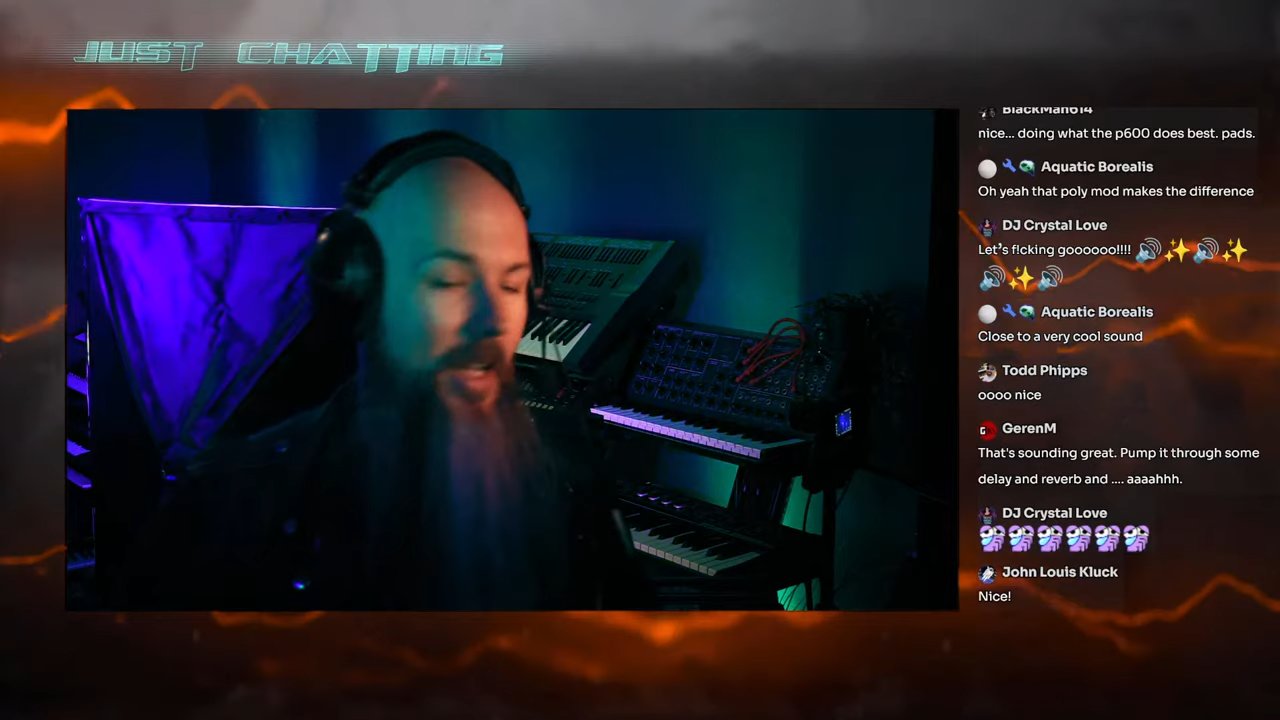 JUST CHATTING
BlackMan614
nice... doing what the p600 does best. pads.
Aquatic Borealis
Oh yeah that poly mod makes the difference
DJ Crystal Love
Let's f!cking goooooo!!!! 🔊✨🔊✨
🔊✨🔊
Aquatic Borealis
Close to a very cool sound
Todd Phipps
oooo nice
GerenM
That's sounding great. Pump it through some
delay and reverb and .... aaaahhh.
DJ Crystal Love
John Louis Kluck
Nice!